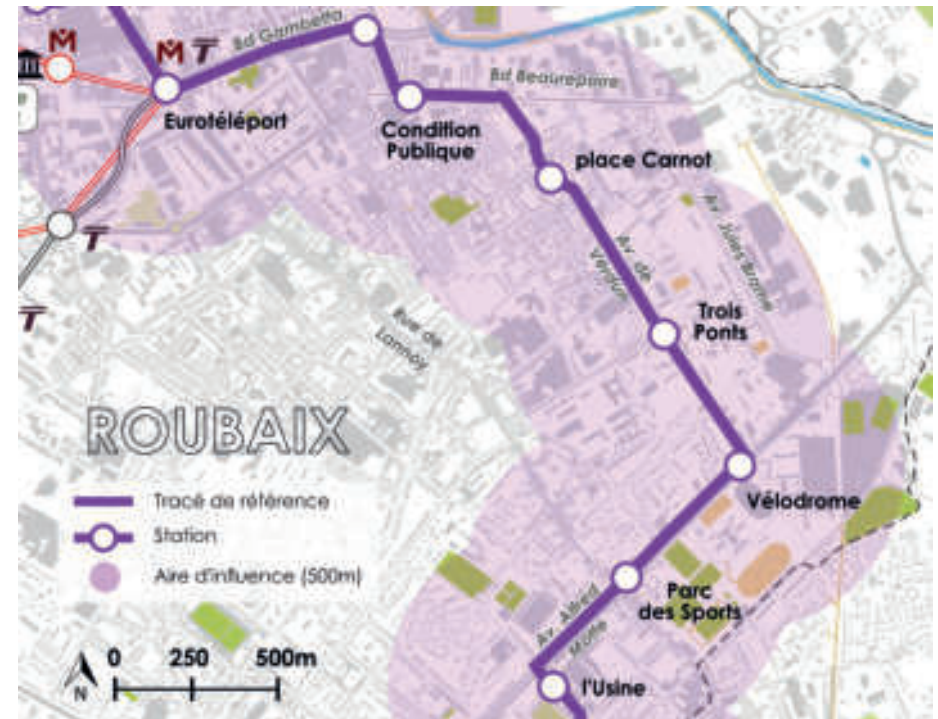 Bd Gambetta
M T
M
Eurotéléport
Bd Beaurepaire
Condition
Publique
place Carnot
T
Av. de
Verdun
Av. Jules Brame
T
Rue de
Lannoy
Trois
Ponts
ROUBAIX
Tracé de référence
Station
Aire d'influence (500m)
Vélodrome
Parc
des Sports
Av. Alfred
Motte
N
0 250 500m
l'Usine